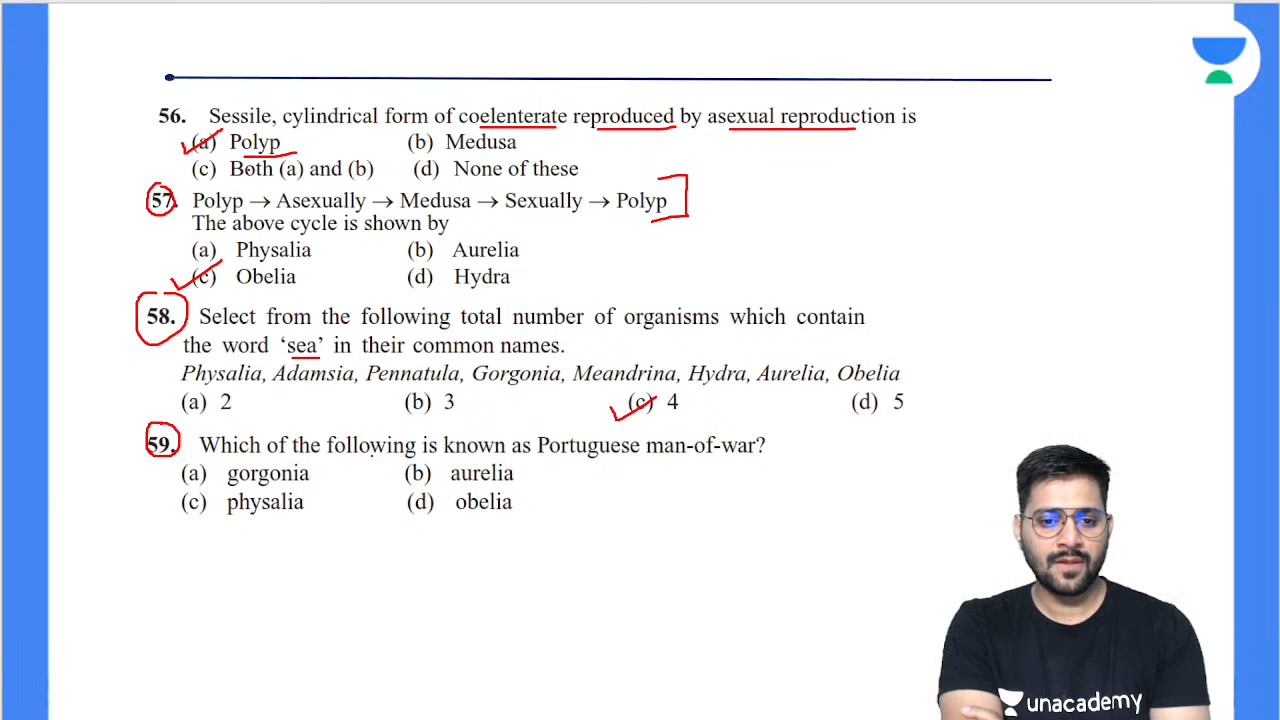 56. Sessile, cylindrical form of coelenterate reproduced by asexual reproduction is
(a) Polyp (b) Medusa
(c) Both (a) and (b) (d) None of these
57. Polyp → Asexually → Medusa → Sexually → Polyp
The above cycle is shown by
(a) Physalia (b) Aurelia
(c) Obelia (d) Hydra
58. Select from the following total number of organisms which contain
the word ‘sea’ in their common names.
Physalia, Adamsia, Pennatula, Gorgonia, Meandrina, Hydra, Aurelia, Obelia
(a) 2 (b) 3 (c) 4 (d) 5
59. Which of the following is known as Portuguese man-of-war?
(a) gorgonia (b) aurelia
(c) physalia (d) obelia
unacademy